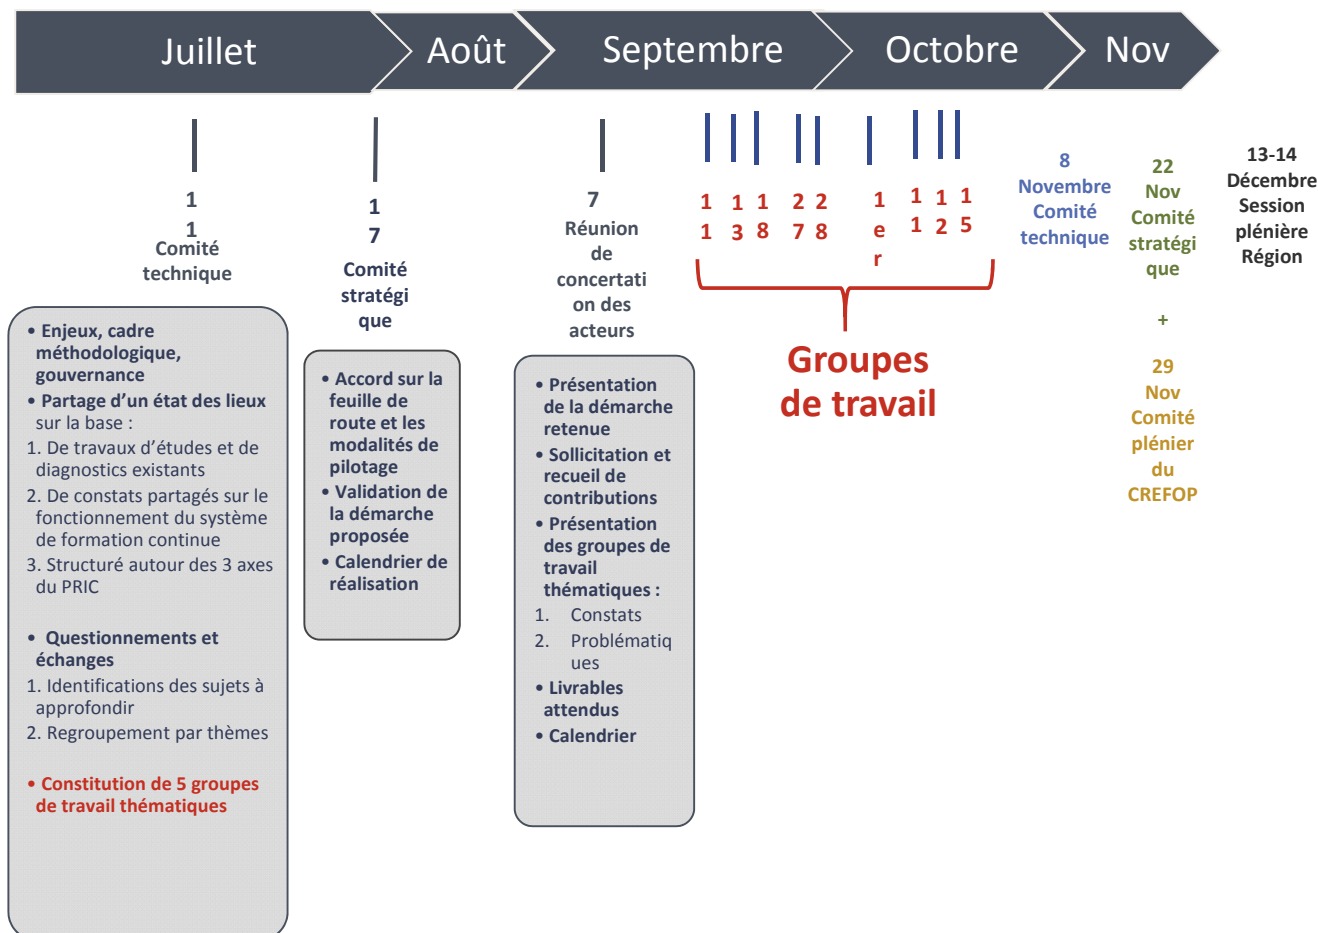 Juillet
Août
Septembre
Octobre
Nov
1
1
Comité
technique
• Enjeux, cadre
méthodologique,
gouvernance
• Partage d'un état des lieux
sur la base :
1. De travaux d'études et de
diagnostics existants
2. De constats partagés sur le
fonctionnement du système
de formation continue
3. Structuré autour des 3 axes
du PRIC
• Questionnements et
échanges
1. Identifications des sujets à
approfondir
2. Regroupement par thèmes
• Constitution de 5 groupes
de travail thématiques
1
7
Comité
stratégi
que
• Accord sur la
feuille de
route et les
modalités de
pilotage
• Validation de
la démarche
proposée
• Calendrier de
réalisation
7
Réunion
de
concertati
on des
acteurs
• Présentation
de la démarche
retenue
• Sollicitation et
recueil de
contributions
• Présentation
des groupes de
travail
thématiques :
1. Constats
2. Problématiq
ues
• Livrables
attendus
• Calendrier
1
1
1
3
1
8
2
7
2
8
1
e
r
1
1
1
2
1
5
Groupes
de travail
8
Novembre
Comité
technique
22
Nov
Comité
stratégi
que
+
29
Nov
Comité
plénier
du
CREFOP
13-14
Décembre
Session
plénière
Région